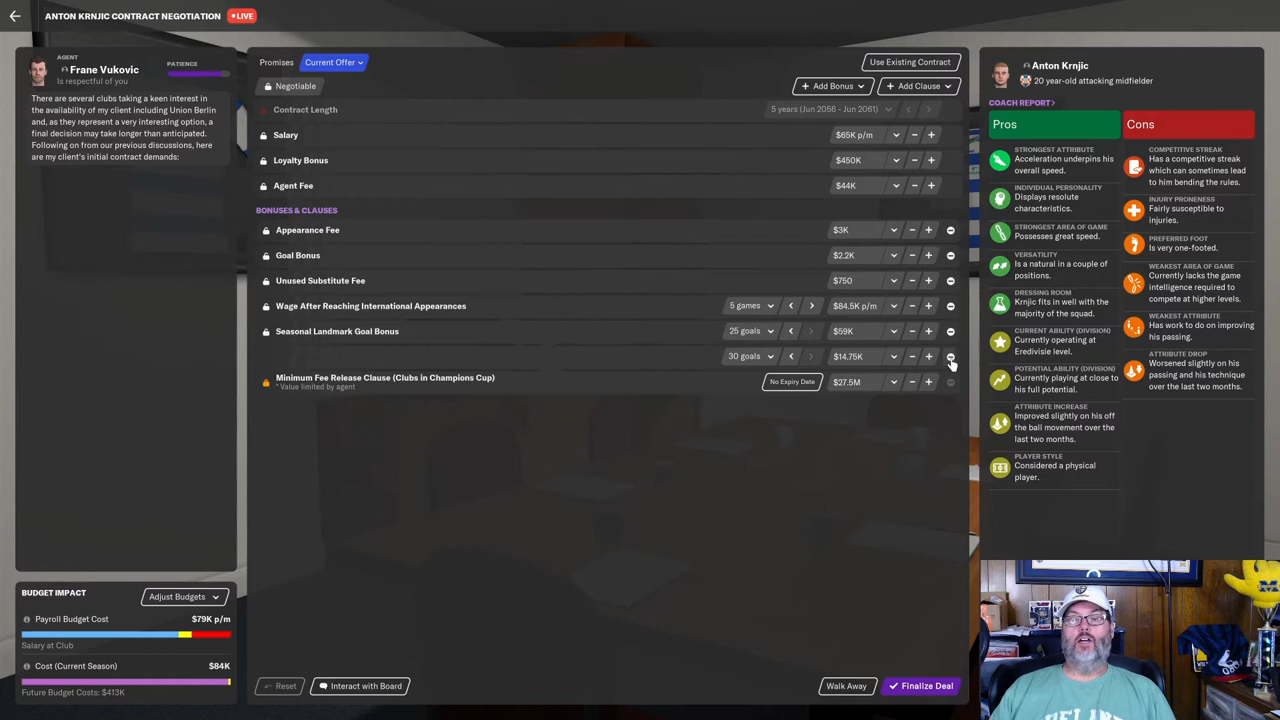 ANTON KRNJIC CONTRACT NEGOTIATION
LIVE
AGENT
Frane Vukovic
Is respectful of you
PATIENCE
There are several clubs taking a keen interest in
the availability of my client including Union Berlin
and, as they represent a very interesting option, a
final decision may take longer than anticipated.
Following on from our previous discussions, here
are my client's initial contract demands:
Promises
Current Offer
Use Existing Contract
Negotiable
Add Bonus
Add Clause
Contract Length
5 years (Jun 2056 - Jun 2061)
Salary
$65K p/m
Loyalty Bonus
$450K
Agent Fee
$44K
BONUSES & CLAUSES
Appearance Fee
$3K
Goal Bonus
$2.2K
Unused Substitute Fee
$750
Wage After Reaching International Appearances
5 games
$84.5K p/m
Seasonal Landmark Goal Bonus
25 goals
$59K
30 goals
$14.75K
Minimum Fee Release Clause (Clubs in Champions Cup)
* Value limited by agent
No Expiry Date
$27.5M
Anton Krnjic
20 year-old attacking midfielder
COACH REPORT
Pros
Cons
STRONGEST ATTRIBUTE
Acceleration underpins his
overall speed.
INDIVIDUAL PERSONALITY
Displays resolute
characteristics.
STRONGEST AREA OF GAME
Possesses great speed.
VERSATILITY
Is a natural in a couple of
positions.
DRESSING ROOM
Krnjic fits in well with the
majority of the squad.
CURRENT ABILITY (DIVISION)
Currently operating at
Eredivisie level.
POTENTIAL ABILITY (DIVISION)
Currently playing at close to
his full potential.
ATTRIBUTE INCREASE
Improved slightly on his off
the ball movement over the
last two months.
PLAYER STYLE
Considered a physical
player.
COMPETITIVE STREAK
Has a competitive streak
which can sometimes lead
to him bending the rules.
INJURY PRONENESS
Fairly susceptible to
injuries.
PREFERRED FOOT
Is very one-footed.
WEAKEST AREA OF GAME
Currently lacks the game
intelligence required to
compete at higher levels.
WEAKEST ATTRIBUTE
Has work to do on improving
his passing.
ATTRIBUTE DROP
Worsened slightly on his
passing and his technique
over the last two months.
BUDGET IMPACT
Adjust Budgets
Payroll Budget Cost
$79K p/m
Salary at Club
Cost (Current Season)
$84K
Future Budget Costs: $413K
Reset
Interact with Board
Walk Away
Finalize Deal